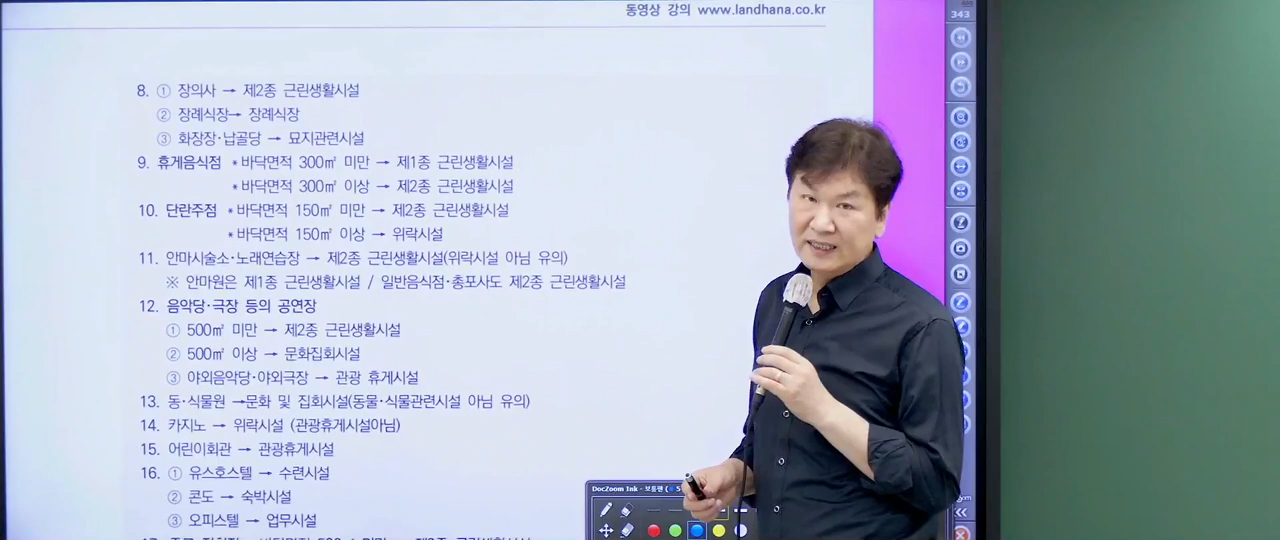 동영상 강의 www.landhana.co.kr
343
8. ① 장의사 → 제2종 근린생활시설
② 장례식장→ 장례식장
③ 화장장·납골당 → 묘지관련시설
9. 휴게음식점 *바닥면적 300㎡ 미만 → 제1종 근린생활시설
*바닥면적 300㎡ 이상 → 제2종 근린생활시설
10. 단란주점 *바닥면적 150㎡ 미만 → 제2종 근린생활시설
*바닥면적 150㎡ 이상 → 위락시설
11. 안마시술소·노래연습장 → 제2종 근린생활시설(위락시설 아님 유의)
※ 안마원은 제1종 근린생활시설 / 일반음식점·총포사도 제2종 근린생활시설
12. 음악당·극장 등의 공연장
① 500㎡ 미만 → 제2종 근린생활시설
② 500㎡ 이상 → 문화집회시설
③ 야외음악당·야외극장 → 관광 휴게시설
13. 동·식물원 →문화 및 집회시설(동물·식물관련시설 아님 유의)
14. 카지노 → 위락시설 (관광휴게시설아님)
15. 어린이회관 → 관광휴게시설
16. ① 유스호스텔 → 수련시설
② 콘도 → 숙박시설
③ 오피스텔 → 업무시설
DocZoom Ink - 보통펜 (